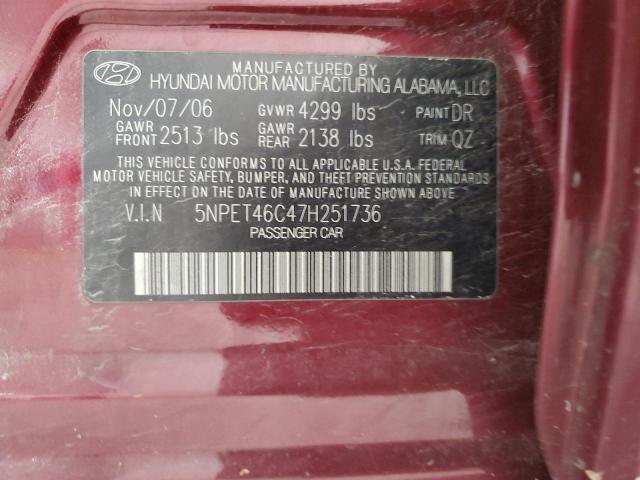 MANUFACTURED BY
HYUNDAI MOTOR MANUFACTURING ALABAMA, LLC
Nov/07/06 GVWR 4299 lbs PAINT DR
GAWR FRONT 2513 lbs GAWR REAR 2138 lbs TRIM QZ
THIS VEHICLE CONFORMS TO ALL APPLICABLE U.S.A. FEDERAL
MOTOR VEHICLE SAFETY, BUMPER, AND THEFT PREVENTION STANDARDS
IN EFFECT ON THE DATE OF MANUFACTURE SHOWN ABOVE.
V.I.N 5NPET46C47H251736
PASSENGER CAR